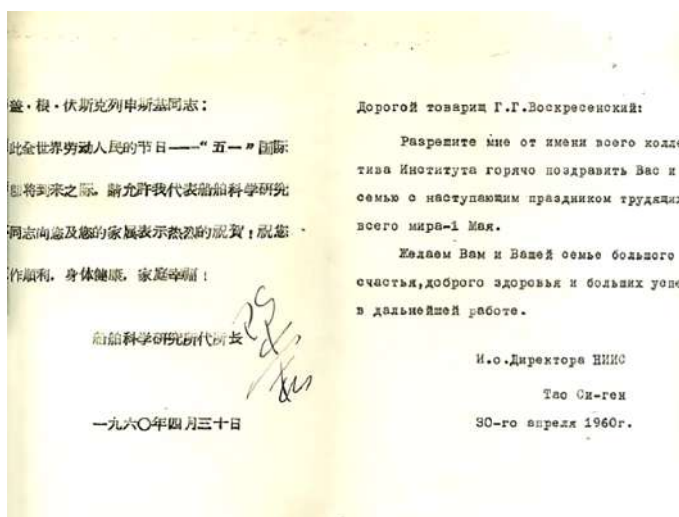 盖·根·伏斯克列申斯基同志：
此全世界劳动人民的节日——“五一”国际
将到来之际，請允許我代表船舶科学研究
同志向您及您的家属表示热烈的祝賀！祝您
作順利，身体健康，家庭幸福！
船舶科学研究所代所长
一九六〇年四月三十日
Дорогой товарищ Г.Г.Воскресенский:
Разрешите мне от имени всего колле
тива Института горячо поздравить Вас и
семью с наступающим праздником трудящих
всего мира-1 Мая.
Желаем Вам и Вашей семье большого
счастья,доброго здоровья и больших успе
в дальнейшей работе.
И.о.Директора НИИС
Тао Си-ген
30-го апреля 1960г.